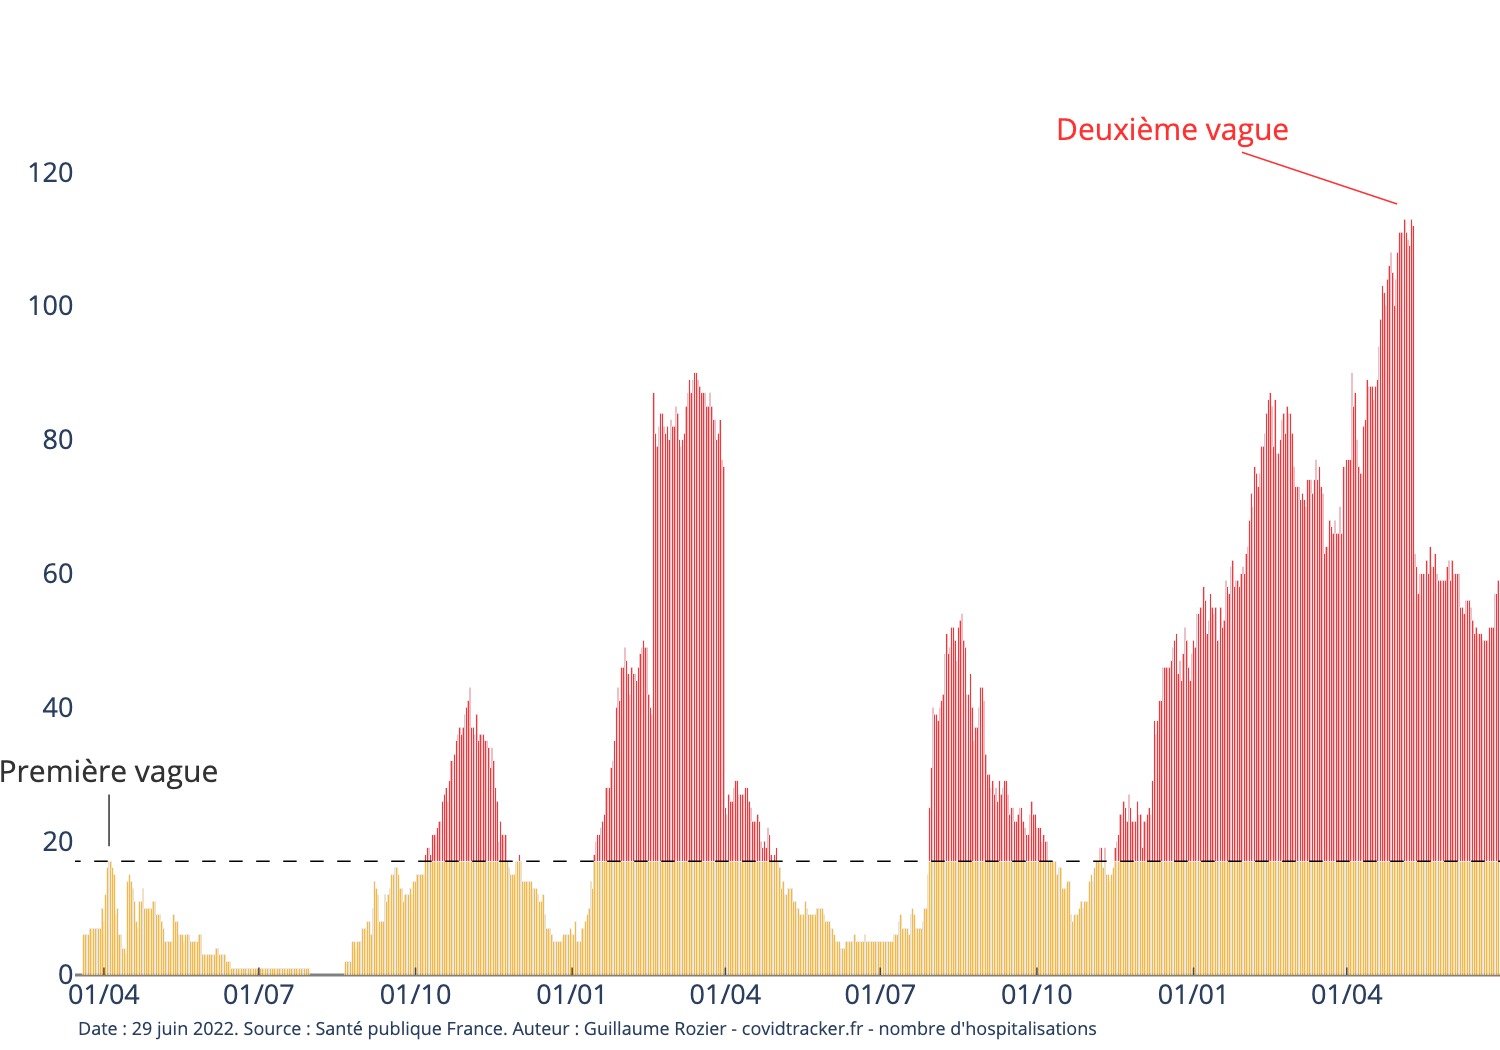 Deuxième vague
120
100
80
60
40
Première vague
20
0
01/04 01/07 01/10 01/01 01/04 01/07 01/10 01/01 01/04
Date : 29 juin 2022. Source : Santé publique France. Auteur : Guillaume Rozier - covidtracker.fr - nombre d'hospitalisations